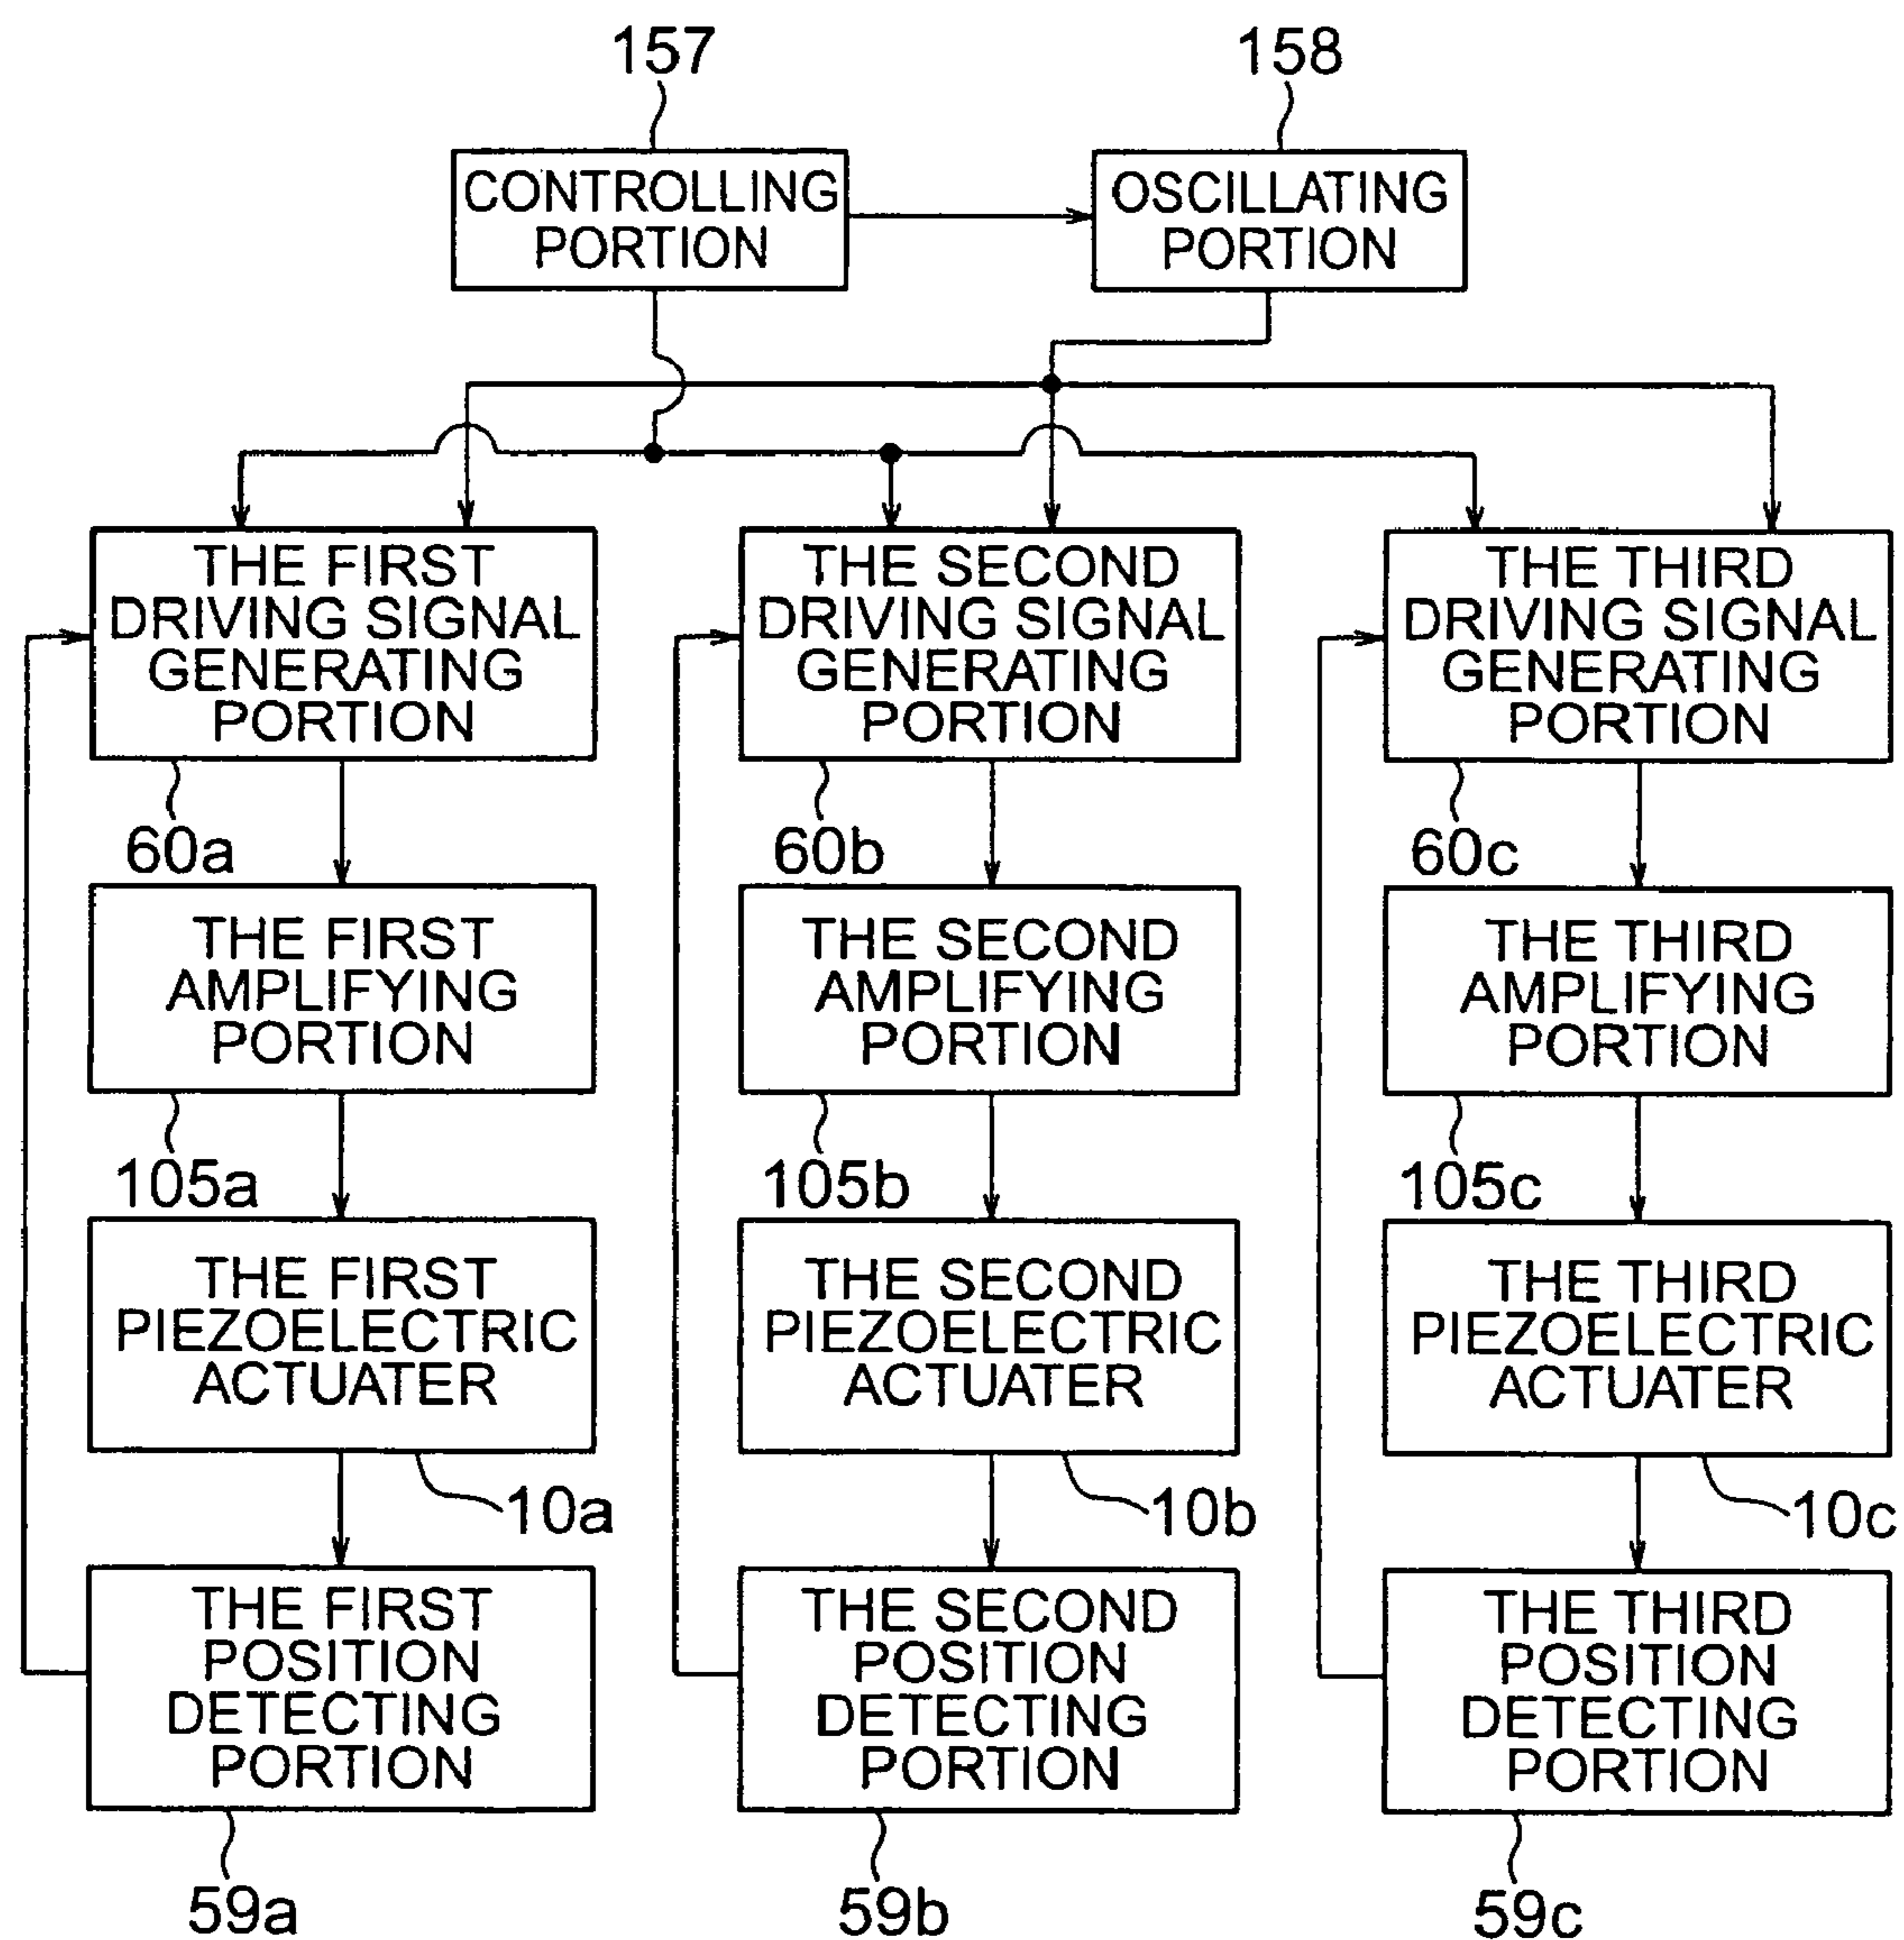 157
158
CONTROLLING
PORTION
OSCILLATING
PORTION
THE FIRST
DRIVING SIGNAL
GENERATING
PORTION
THE SECOND
DRIVING SIGNAL
GENERATING
PORTION
THE THIRD
DRIVING SIGNAL
GENERATING
PORTION
60a
60b
60c
THE FIRST
AMPLIFYING
PORTION
THE SECOND
AMPLIFYING
PORTION
THE THIRD
AMPLIFYING
PORTION
105a
105b
105c
THE FIRST
PIEZOELECTRIC
ACTUATER
THE SECOND
PIEZOELECTRIC
ACTUATER
THE THIRD
PIEZOELECTRIC
ACTUATER
10a
10b
10c
THE FIRST
POSITION
DETECTING
PORTION
THE SECOND
POSITION
DETECTING
PORTION
THE THIRD
POSITION
DETECTING
PORTION
59a
59b
59c